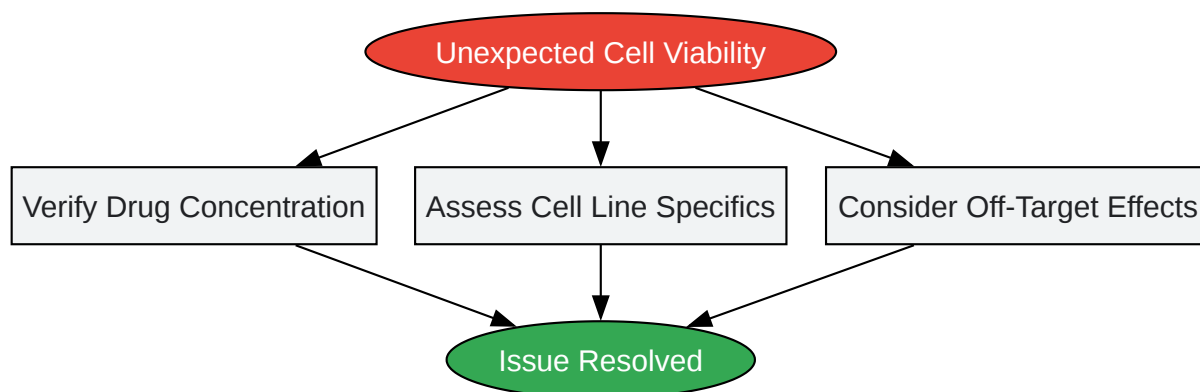 Unexpected Cell Viability
Verify Drug Concentration
Assess Cell Line Specifics
Consider Off-Target Effects
Issue Resolved